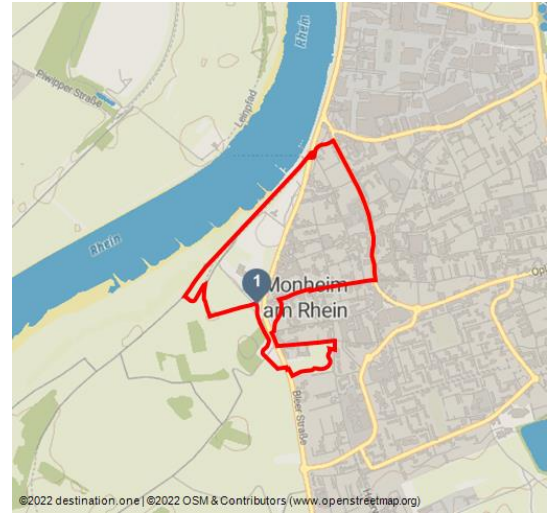 Rhein
Piwipper Straße
Leinpfad
Rhein
1
Monheim
am Rhein
Bleer Straße
©2022 destination.one | ©2022 OSM & Contributors (www.openstreetmap.org)